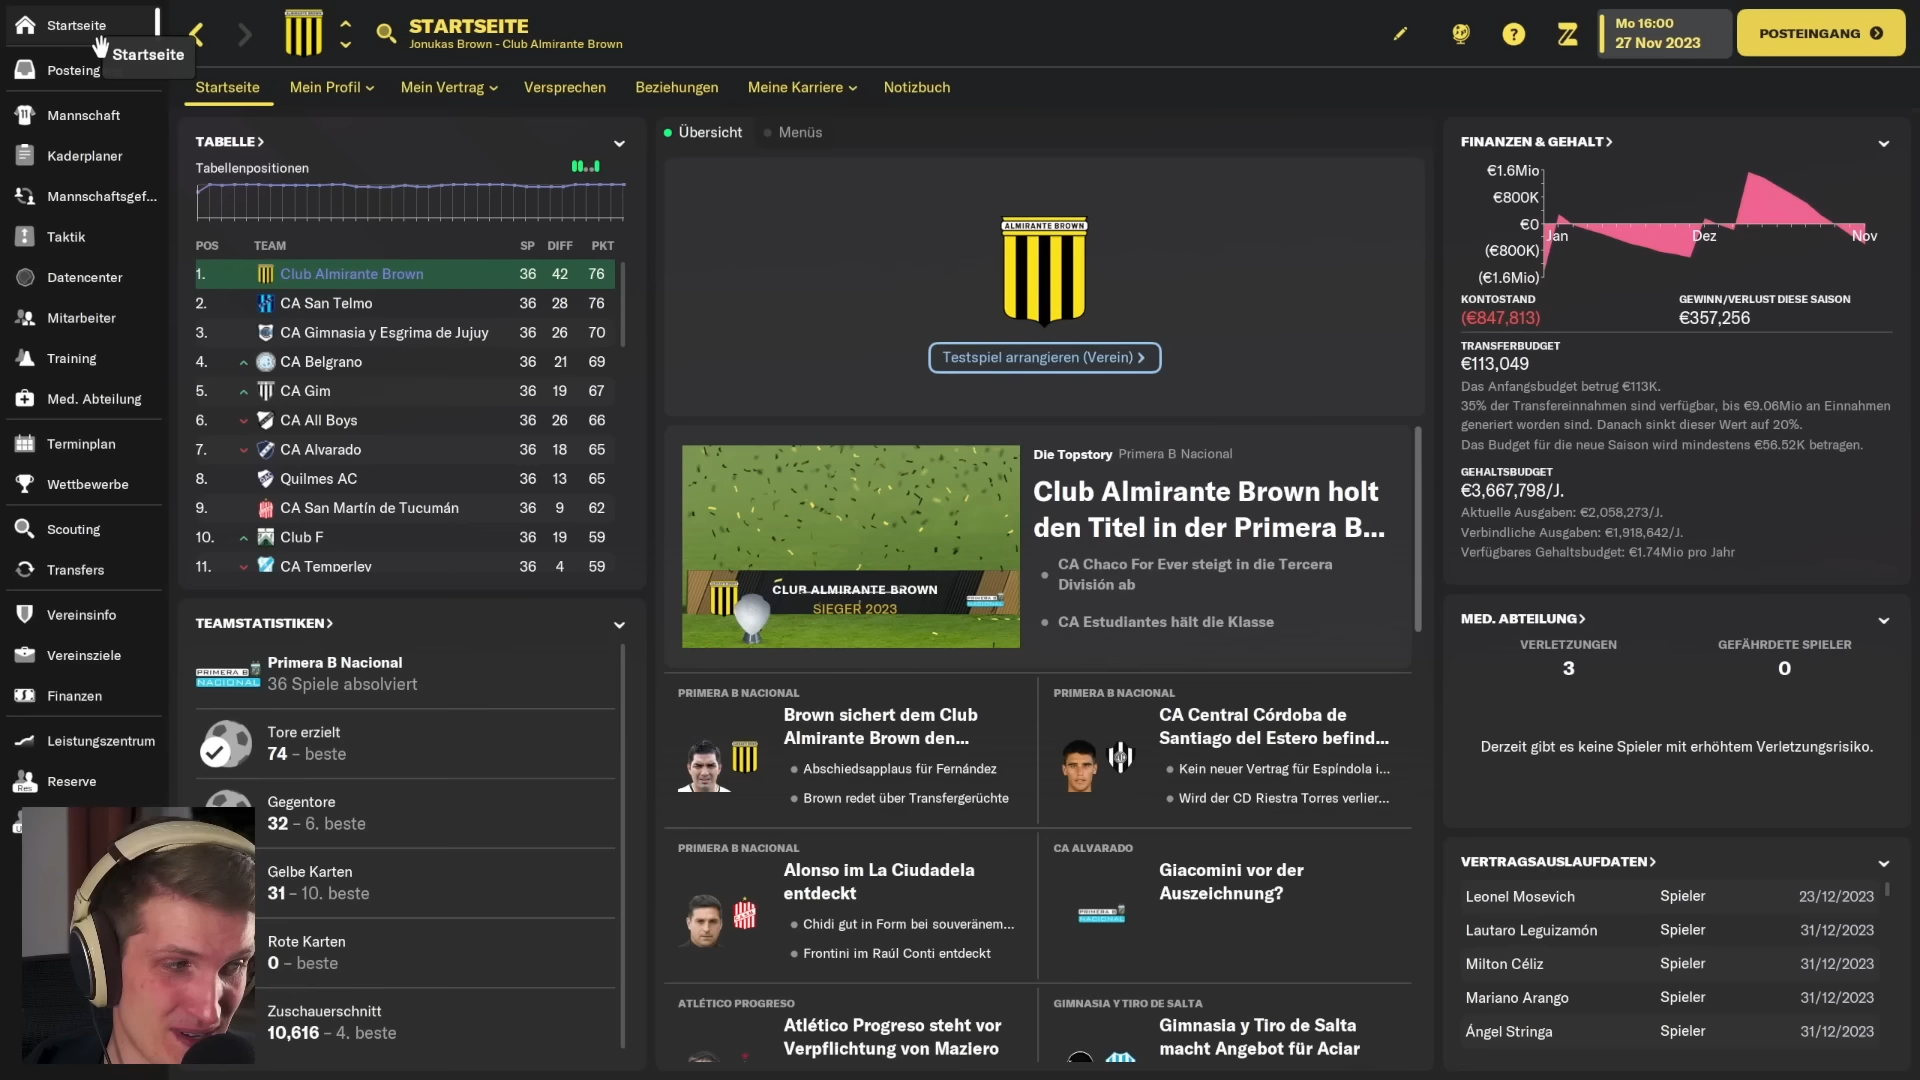 Startseite
Startseite
Posteing
Mannschaft
Kaderplaner
Mannschaftsgef...
Taktik
Datencenter
Mitarbeiter
Training
Med. Abteilung
Terminplan
Wettbewerbe
Scouting
Transfers
Vereinsinfo
Vereinsziele
Finanzen
Leistungszentrum
Reserve
Res
STARTSEITE
Jonukas Brown - Club Almirante Brown
Mo 16:00
27 Nov 2023
POSTEINGANG
Startseite Mein Profil Mein Vertrag Versprechen Beziehungen Meine Karriere Notizbuch
TABELLE >
Tabellenpositionen
POS TEAM SP DIFF PKT
1. Club Almirante Brown 36 42 76
2. CA San Telmo 36 28 76
3. CA Gimnasia y Esgrima de Jujuy 36 26 70
4. CA Belgrano 36 21 69
5. CA Gim 36 19 67
6. CA All Boys 36 26 66
7. CA Alvarado 36 18 65
8. Quilmes AC 36 13 65
9. CA San Martín de Tucumán 36 9 62
10. Club F 36 19 59
11. CA Temperley 36 4 59
TEAMSTATISTIKEN >
PRIMERA B
NACIONAL
Primera B Nacional
36 Spiele absolviert
Tore erzielt
74 – beste
Gegentore
32 – 6. beste
Gelbe Karten
31 – 10. beste
Rote Karten
0 – beste
Zuschauerschnitt
10,616 – 4. beste
Übersicht Menüs
ALMIRANTE BROWN
Testspiel arrangieren (Verein) >
CLUB ALMIRANTE BROWN
SIEGER 2023
Die Topstory Primera B Nacional
Club Almirante Brown holt
den Titel in der Primera B...
CA Chaco For Ever steigt in die Tercera
División ab
CA Estudiantes hält die Klasse
PRIMERA B NACIONAL
Brown sichert dem Club
Almirante Brown den...
Abschiedsapplaus für Fernández
Brown redet über Transfergerüchte
PRIMERA B NACIONAL
CA Central Córdoba de
Santiago del Estero befind...
Kein neuer Vertrag für Espíndola i...
Wird der CD Riestra Torres verlier...
PRIMERA B NACIONAL
Alonso im La Ciudadela
entdeckt
Chidi gut in Form bei souveränem...
Frontini im Raúl Conti entdeckt
CA ALVARADO
Giacomini vor der
Auszeichnung?
ATLÉTICO PROGRESO
Atlético Progreso steht vor
Verpflichtung von Maziero
GIMNASIA Y TIRO DE SALTA
Gimnasia y Tiro de Salta
macht Angebot für Aciar
FINANZEN & GEHALT >
€1.6Mio
€800K
€0
(€800K)
(€1.6Mio)
Jan Dez Nov
KONTOSTAND
(€847,813)
GEWINN/VERLUST DIESE SAISON
€357,256
TRANSFERBUDGET
€113,049
Das Anfangsbudget betrug €113K.
35% der Transfereinnahmen sind verfügbar, bis €9.06Mio an Einnahmen
generiert worden sind. Danach sinkt dieser Wert auf 20%.
Das Budget für die neue Saison wird mindestens €56.52K betragen.
GEHALTSBUDGET
€3,667,798/J.
Aktuelle Ausgaben: €2,058,273/J.
Verbindliche Ausgaben: €1,918,642/J.
Verfügbares Gehaltsbudget: €1.74Mio pro Jahr
MED. ABTEILUNG >
VERLETZUNGEN
3
GEFÄHRDETE SPIELER
0
Derzeit gibt es keine Spieler mit erhöhtem Verletzungsrisiko.
VERTRAGSAUSLAUFDATEN >
Leonel Mosevich Spieler 23/12/2023
Lautaro Leguizamón Spieler 31/12/2023
Milton Céliz Spieler 31/12/2023
Mariano Arango Spieler 31/12/2023
Ángel Stringa Spieler 31/12/2023